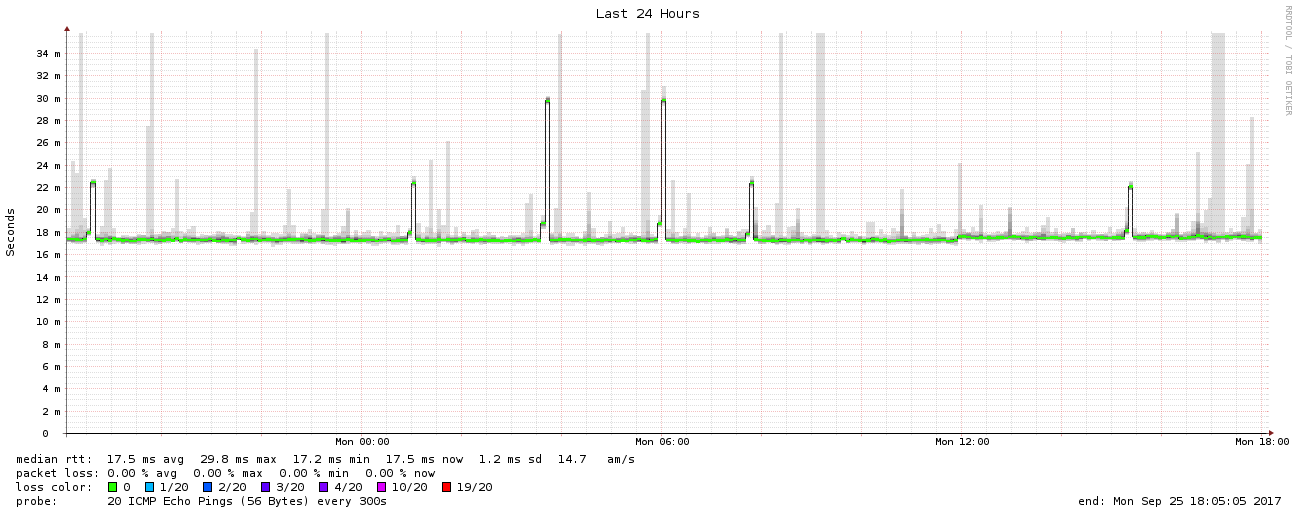 Last 24 Hours
RRDTOOL / TOBI OETIKER
Seconds
34 m
32 m
30 m
28 m
26 m
24 m
22 m
20 m
18 m
16 m
14 m
12 m
10 m
8 m
6 m
4 m
2 m
0
Mon 00:00 Mon 06:00 Mon 12:00 Mon 18:00
median rtt: 17.5 ms avg 29.8 ms max 17.2 ms min 17.5 ms now 1.2 ms sd 14.7 am/s
packet loss: 0.00 % avg 0.00 % max 0.00 % min 0.00 % now
loss color: 0 1/20 2/20 3/20 4/20 10/20 19/20
probe: 20 ICMP Echo Pings (56 Bytes) every 300s end: Mon Sep 25 18:05:05 2017